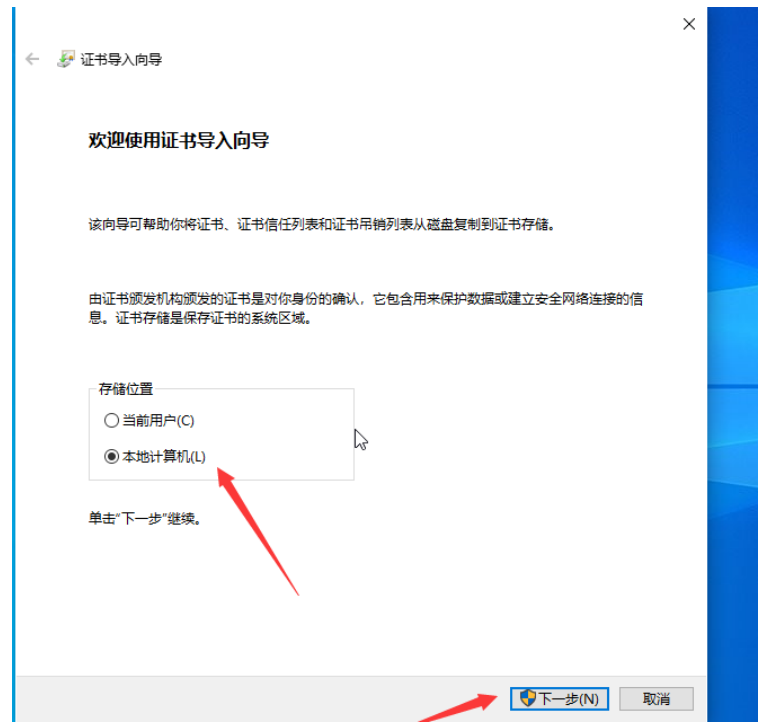 证书导入向导
欢迎使用证书导入向导
该向导可帮助你将证书、证书信任列表和证书吊销列表从磁盘复制到证书存储。
由证书颁发机构颁发的证书是对你身份的确认，它包含用来保护数据或建立安全网络连接的信
息。证书存储是保存证书的系统区域。
存储位置
当前用户(C)
本地计算机(L)
单击“下一步”继续。
下一步(N)
取消